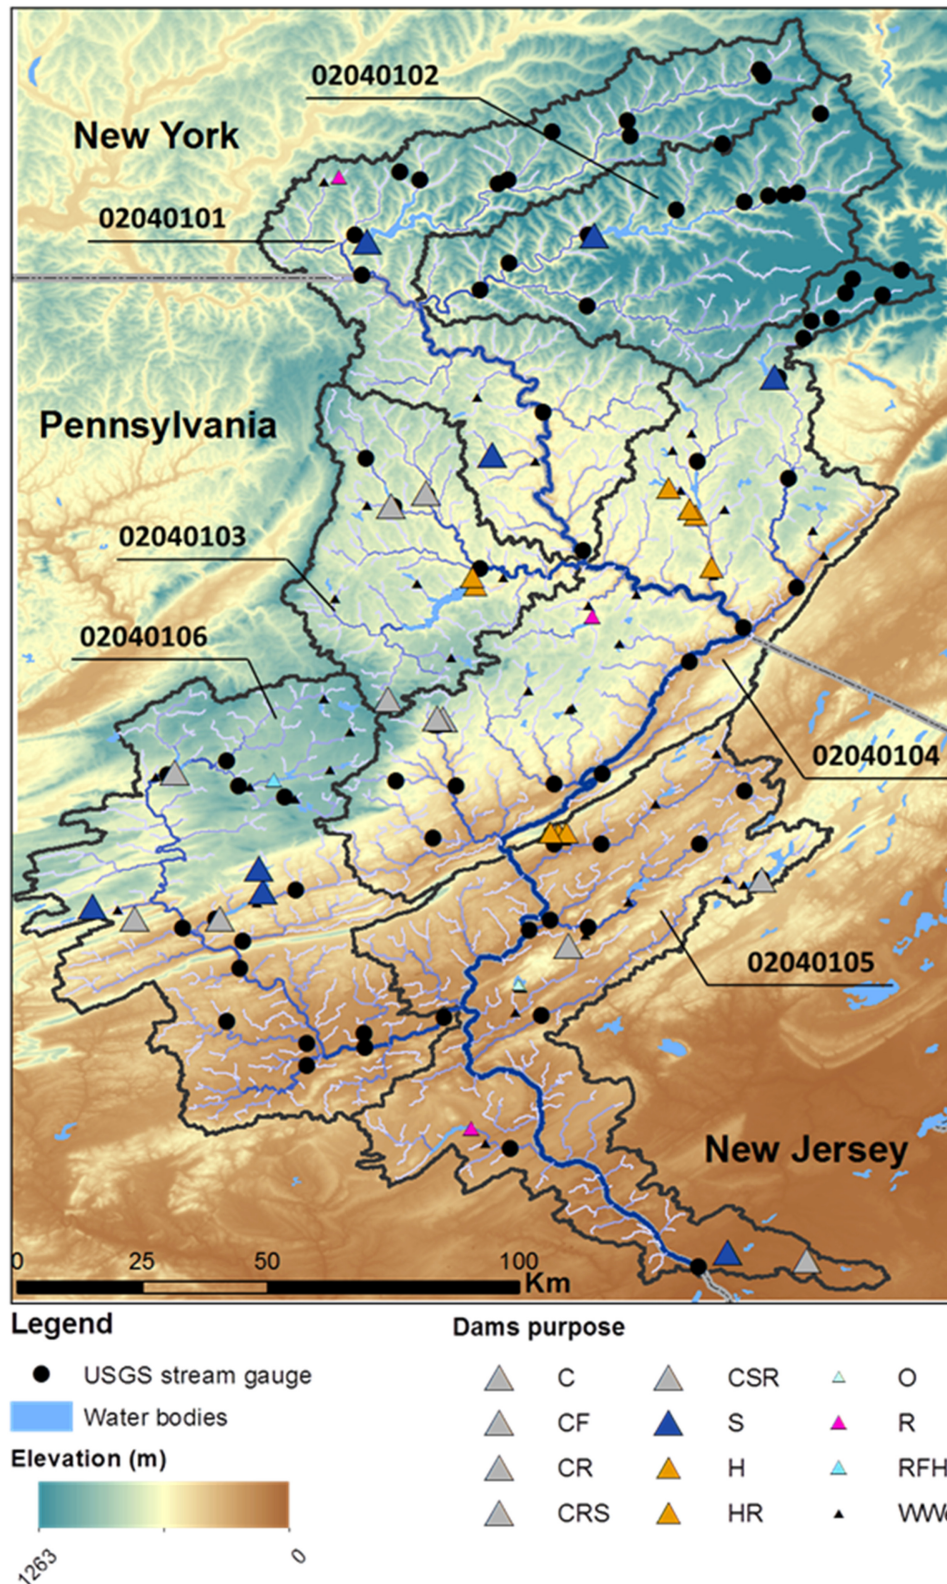 02040102
New York
02040101
Pennsylvania
02040103
02040106
02040104
02040105
New Jersey
0 25 50 100
Km
Legend
Dams purpose
USGS stream gauge
Water bodies
Elevation (m)
1263
0
C
CSR
O
CF
S
R
CR
H
RFH
CRS
HR